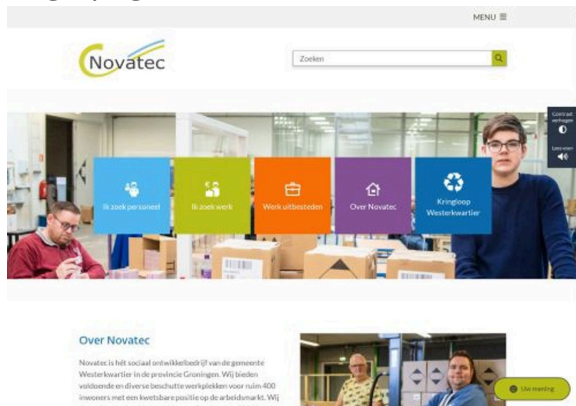 MENU
Novatec
Zoeken
Contrast
verhogen
Lees voor
Ik zoek personeel
Ik zoek werk
Werk uitbesteden
Over Novatec
Kringloop
Westerkwartier
Over Novatec
Novatec is hét sociaal ontwikkelbedrijf van de gemeente
Westerkwartier in de provincie Groningen. Wij bieden
voldoende en diverse beschutte werkplekken voor ruim 400
inwoners met een kwetsbare positie op de arbeidsmarkt. Wij
Uw mening